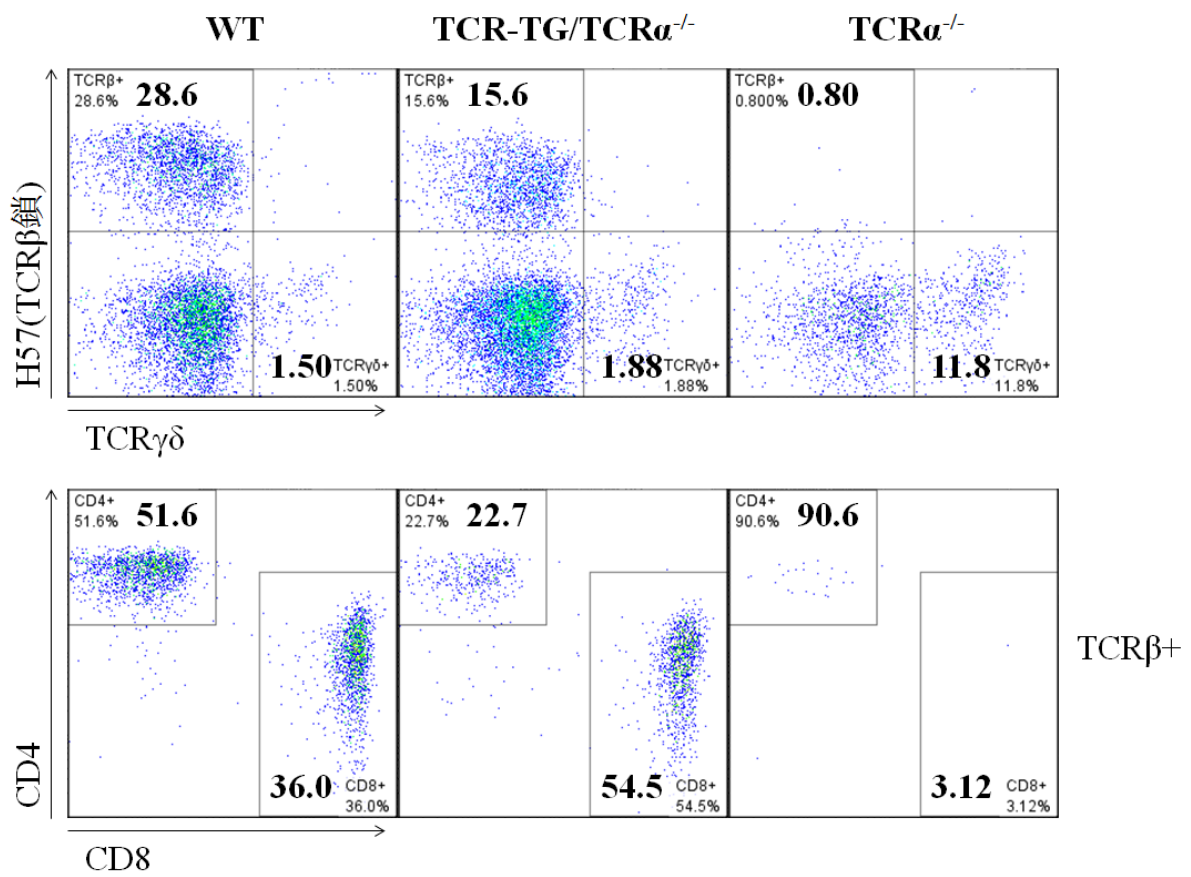 WT
TCR-TG/TCRα-/-
TCRα-/-
TCRβ+
28.6%
28.6
TCRβ+
15.6%
15.6
TCRβ+
0.800%
0.80
H57(TCRβ鎖)
1.50
TCRγδ+
1.50%
1.88
TCRγδ+
1.88%
11.8
TCRγδ+
11.8%
TCRγδ
CD4+
51.6%
51.6
CD4+
22.7%
22.7
CD4+
90.6%
90.6
TCRβ+
CD4
36.0
CD8+
36.0%
54.5
CD8+
54.5%
3.12
CD8+
3.12%
CD8